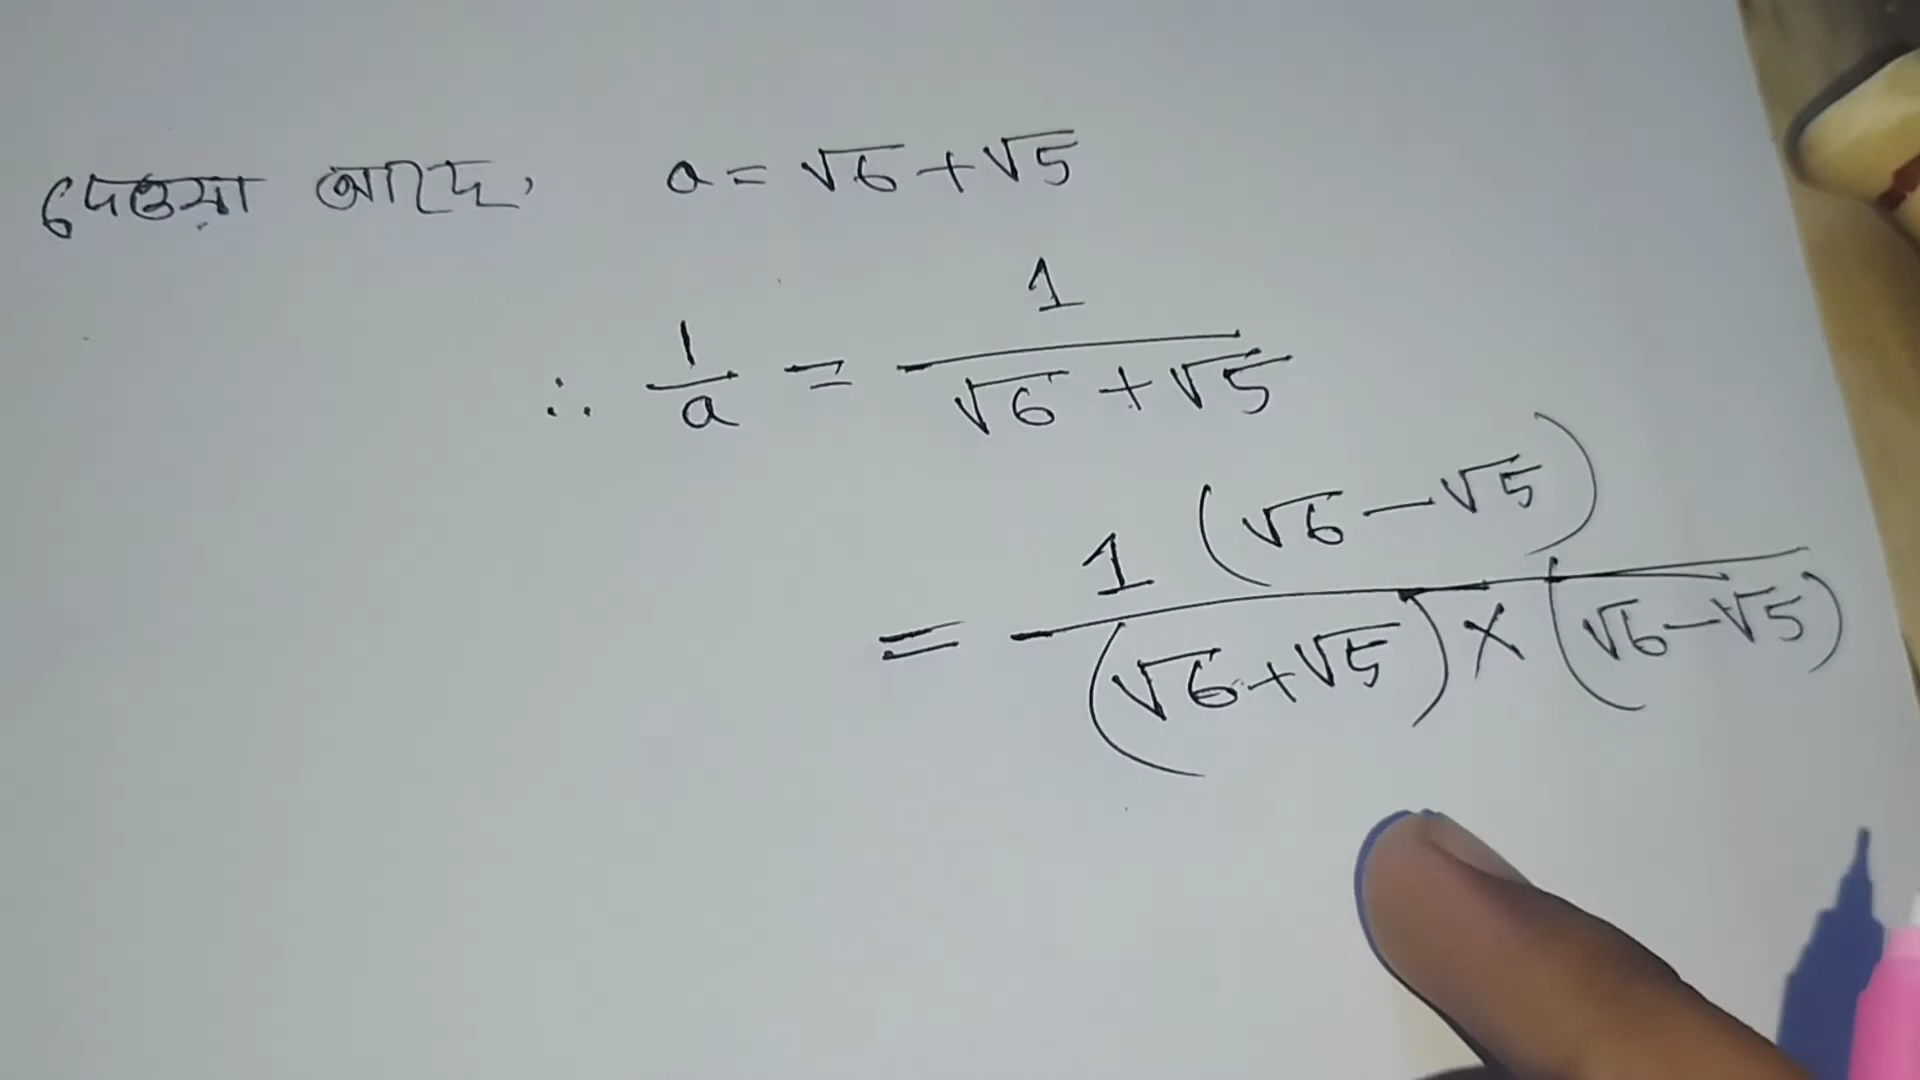 দেওয়া আছে, a = √6 + √5
∴ 1/a = 1/(√6 + √5)
= 1 (√6 − √5)/((√6 + √5) × (√6 − √5))